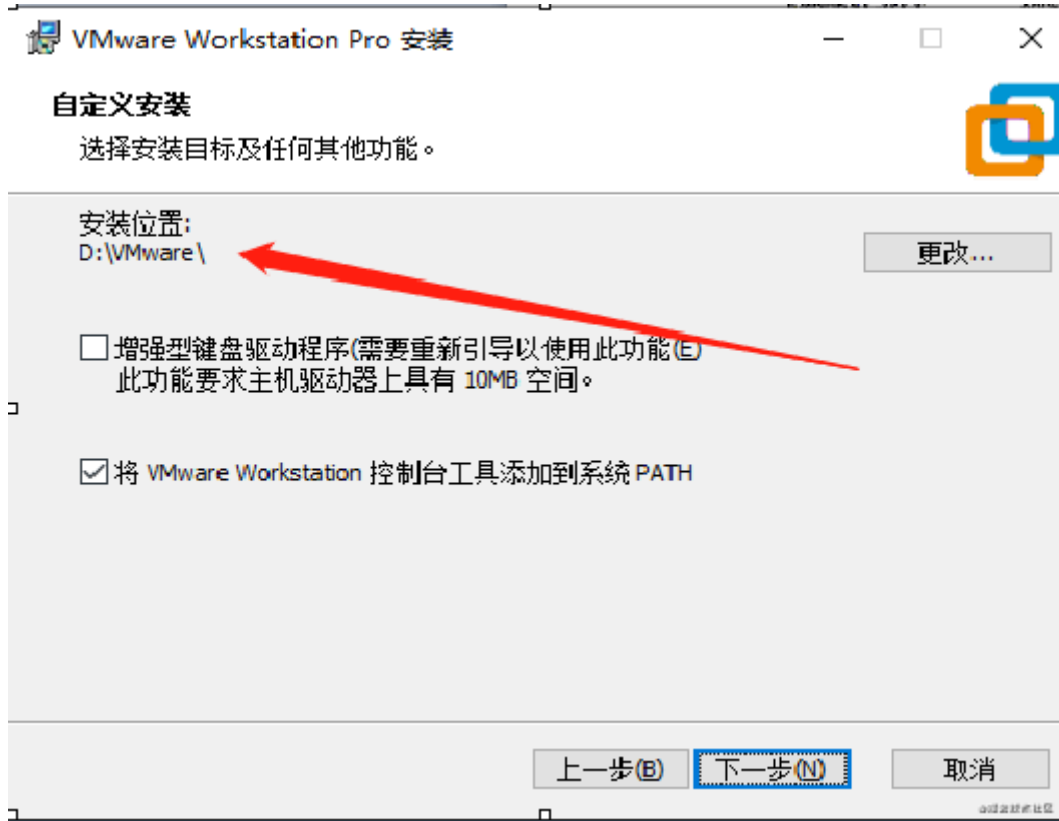 VMware Workstation Pro 安装
自定义安装
选择安装目标及任何其他功能。
安装位置:
D:\VMware\
更改...
增强型键盘驱动程序(需要重新引导以使用此功能(E)
此功能要求主机驱动器上具有 10MB 空间。
将 VMware Workstation 控制台工具添加到系统 PATH
上一步(B)
下一步(N)
取消